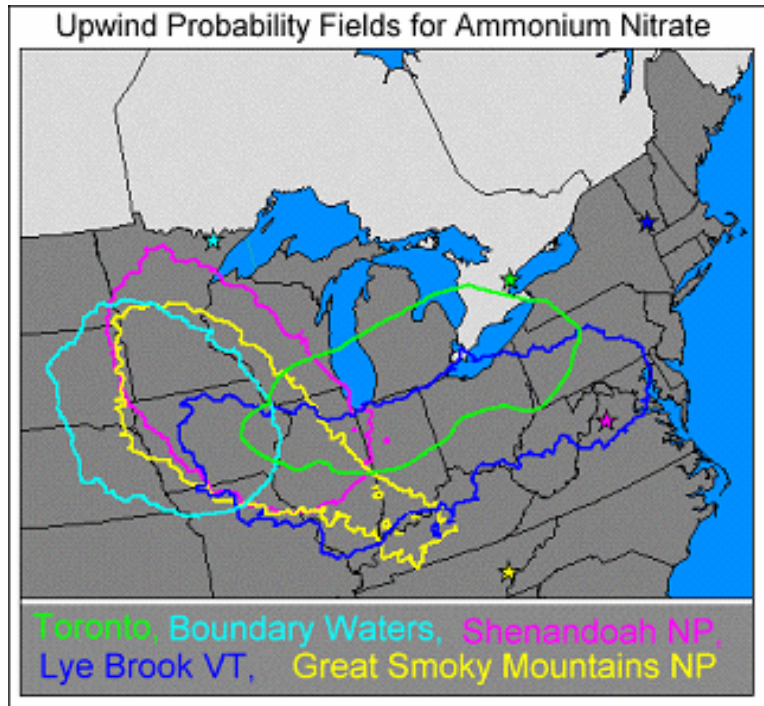 Upwind Probability Fields for Ammonium Nitrate
Toronto, Boundary Waters, Shenandoah NP,
Lye Brook VT, Great Smoky Mountains NP